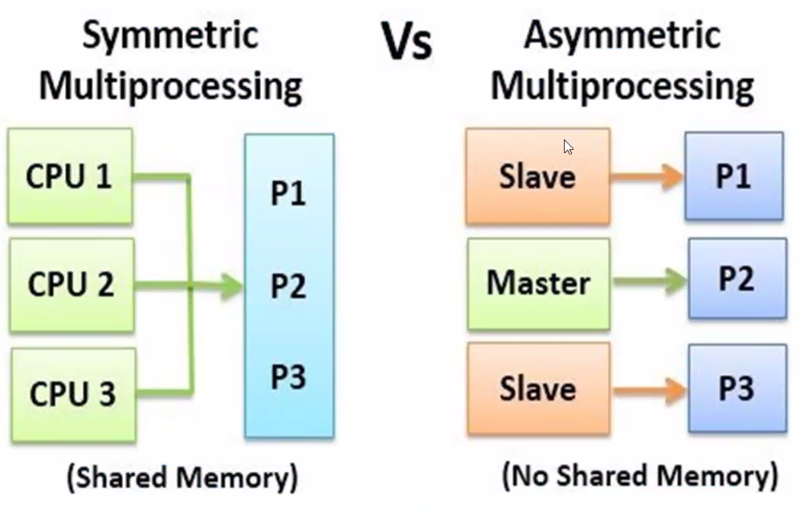 Symmetric
Multiprocessing
Vs
Asymmetric
Multiprocessing
CPU 1
CPU 2
CPU 3
P1
P2
P3
(Shared Memory)
Slave
P1
Master
P2
Slave
P3
(No Shared Memory)